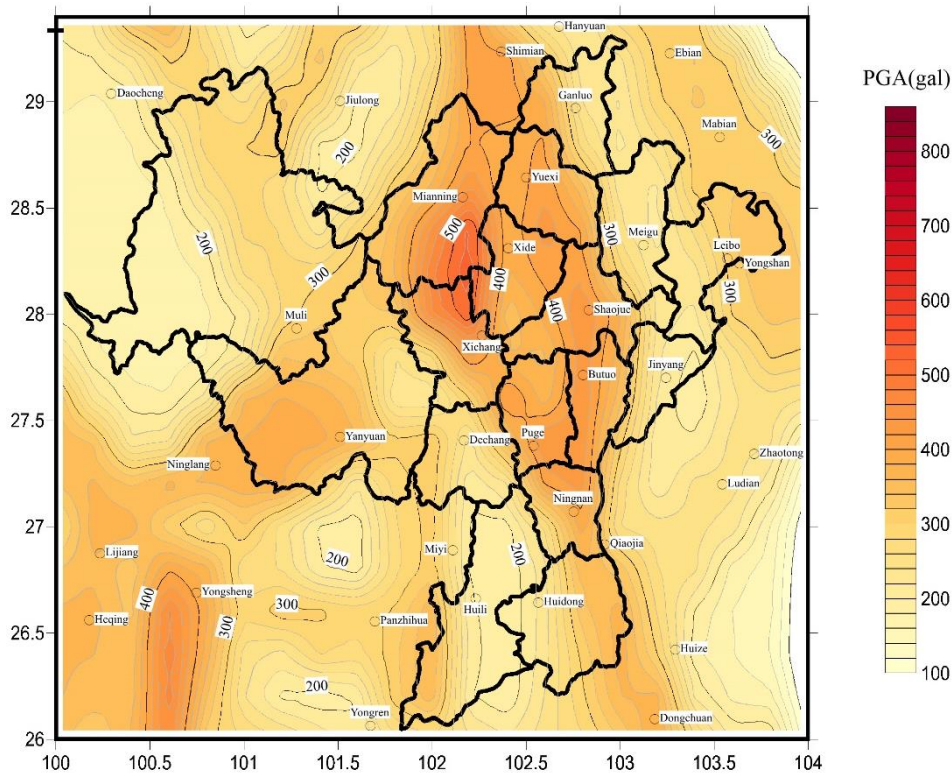 PGA(gal)
Hanyuan
Shimian
Ebian
Daocheng
Jiulong
Ganluo
Mabian
200
300
Mianning
Yuexi
500
Xide
300
Meigu
Leibo
Yongshan
200
300
400
300
400
Shaojue
Muli
Xichang
Jinyang
Butuo
Yanyuan
Dechang
Puge
Ninglang
Zhaotong
Ludian
Ningnan
Lijiang
200
Miyi
200
Qiaojia
Yongsheng
400
300
Heqing
300
Panzhihua
Huili
Huidong
Huize
200
Yongren
Dongchuan
29
28.5
28
27.5
27
26.5
26
100
100.5
101
101.5
102
102.5
103
103.5
104
800
700
600
500
400
300
200
100